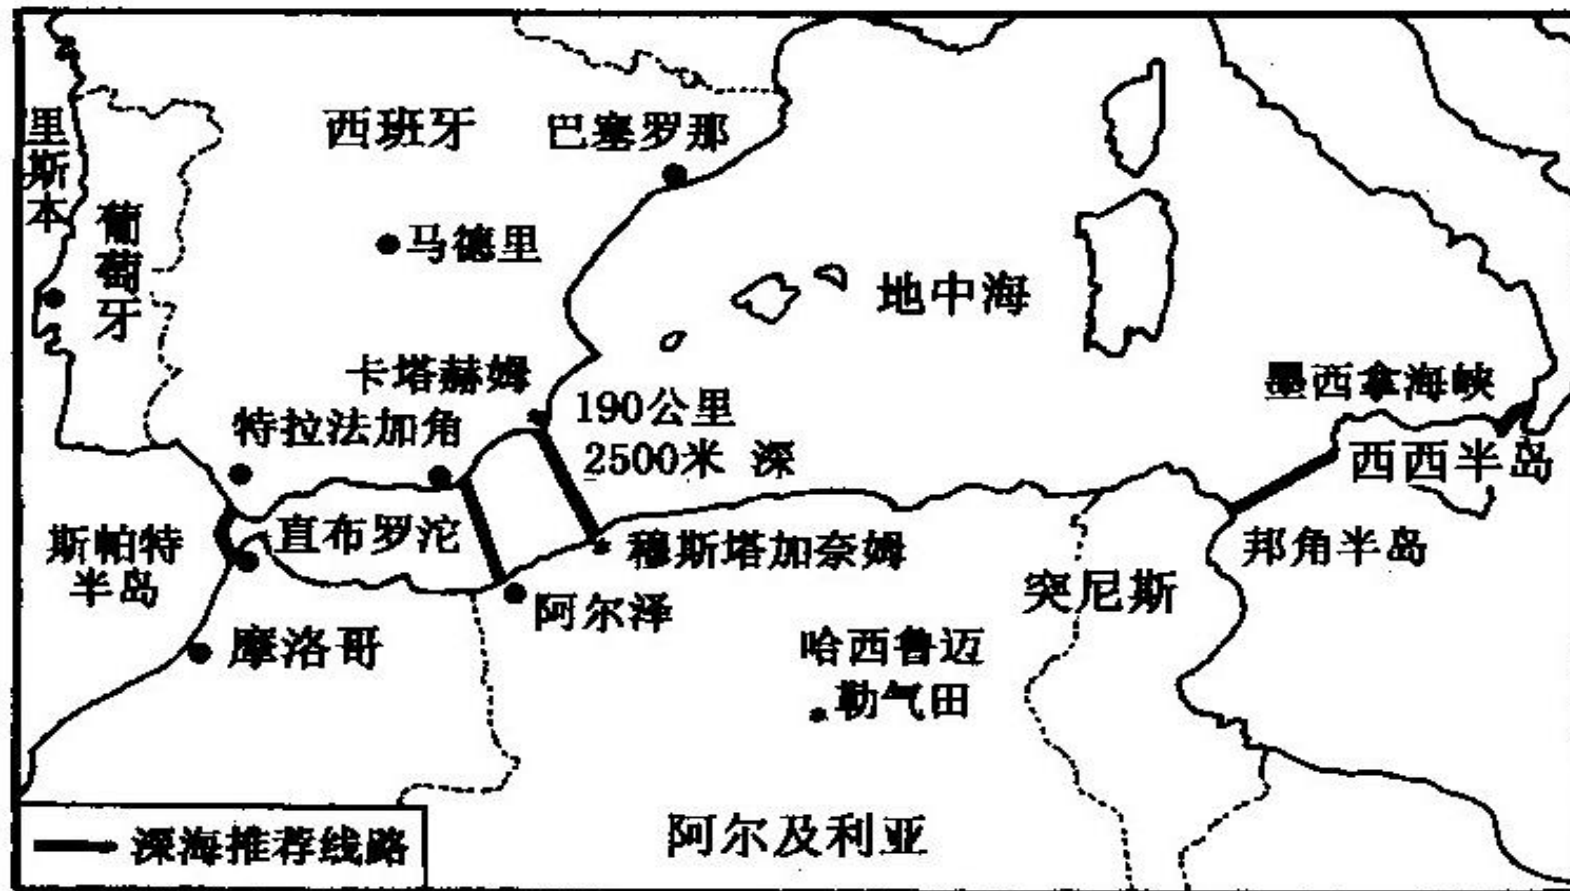 里斯本
葡萄牙
西班牙
巴塞罗那
马德里
地中海
卡塔赫姆
190公里
特拉法加角
2500米 深
墨西拿海峡
西西半岛
斯帕特
半岛
直布罗沱
穆斯塔加奈姆
邦角半岛
突尼斯
阿尔泽
摩洛哥
哈西鲁迈
勒气田
阿尔及利亚
深海推荐线路